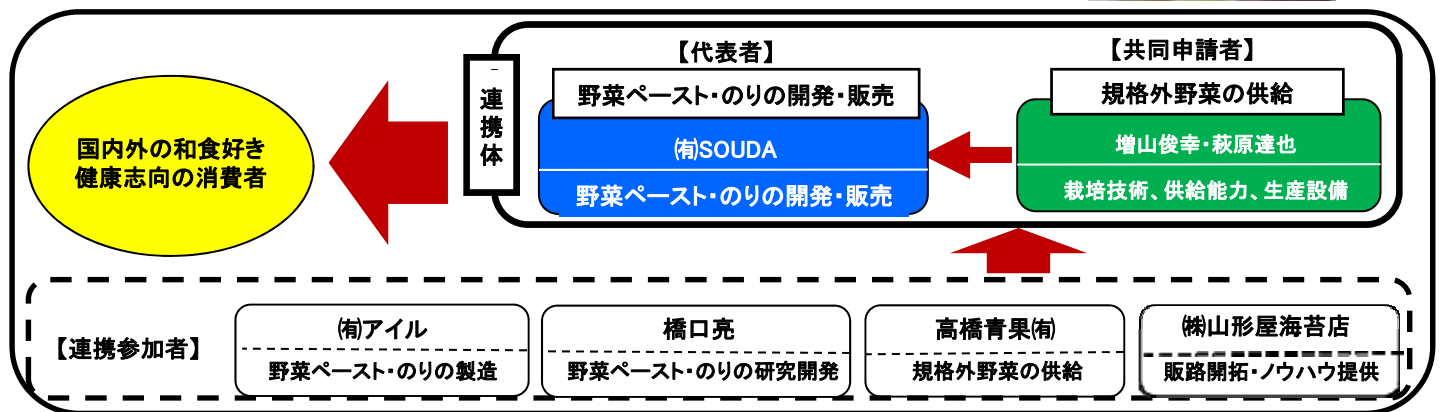 【代表者】
【共同申請者】
連携体
野菜ペースト・のりの開発・販売
規格外野菜の供給
国内外の和食好き
健康志向の消費者
㈲SOUDA
増山俊幸・萩原達也
野菜ペースト・のりの開発・販売
栽培技術、供給能力、生産設備
【連携参加者】
㈲アイル
野菜ペースト・のりの製造
橋口亮
野菜ペースト・のりの研究開発
高橋青果㈲
規格外野菜の供給
㈱山形屋海苔店
販路開拓・ノウハウ提供